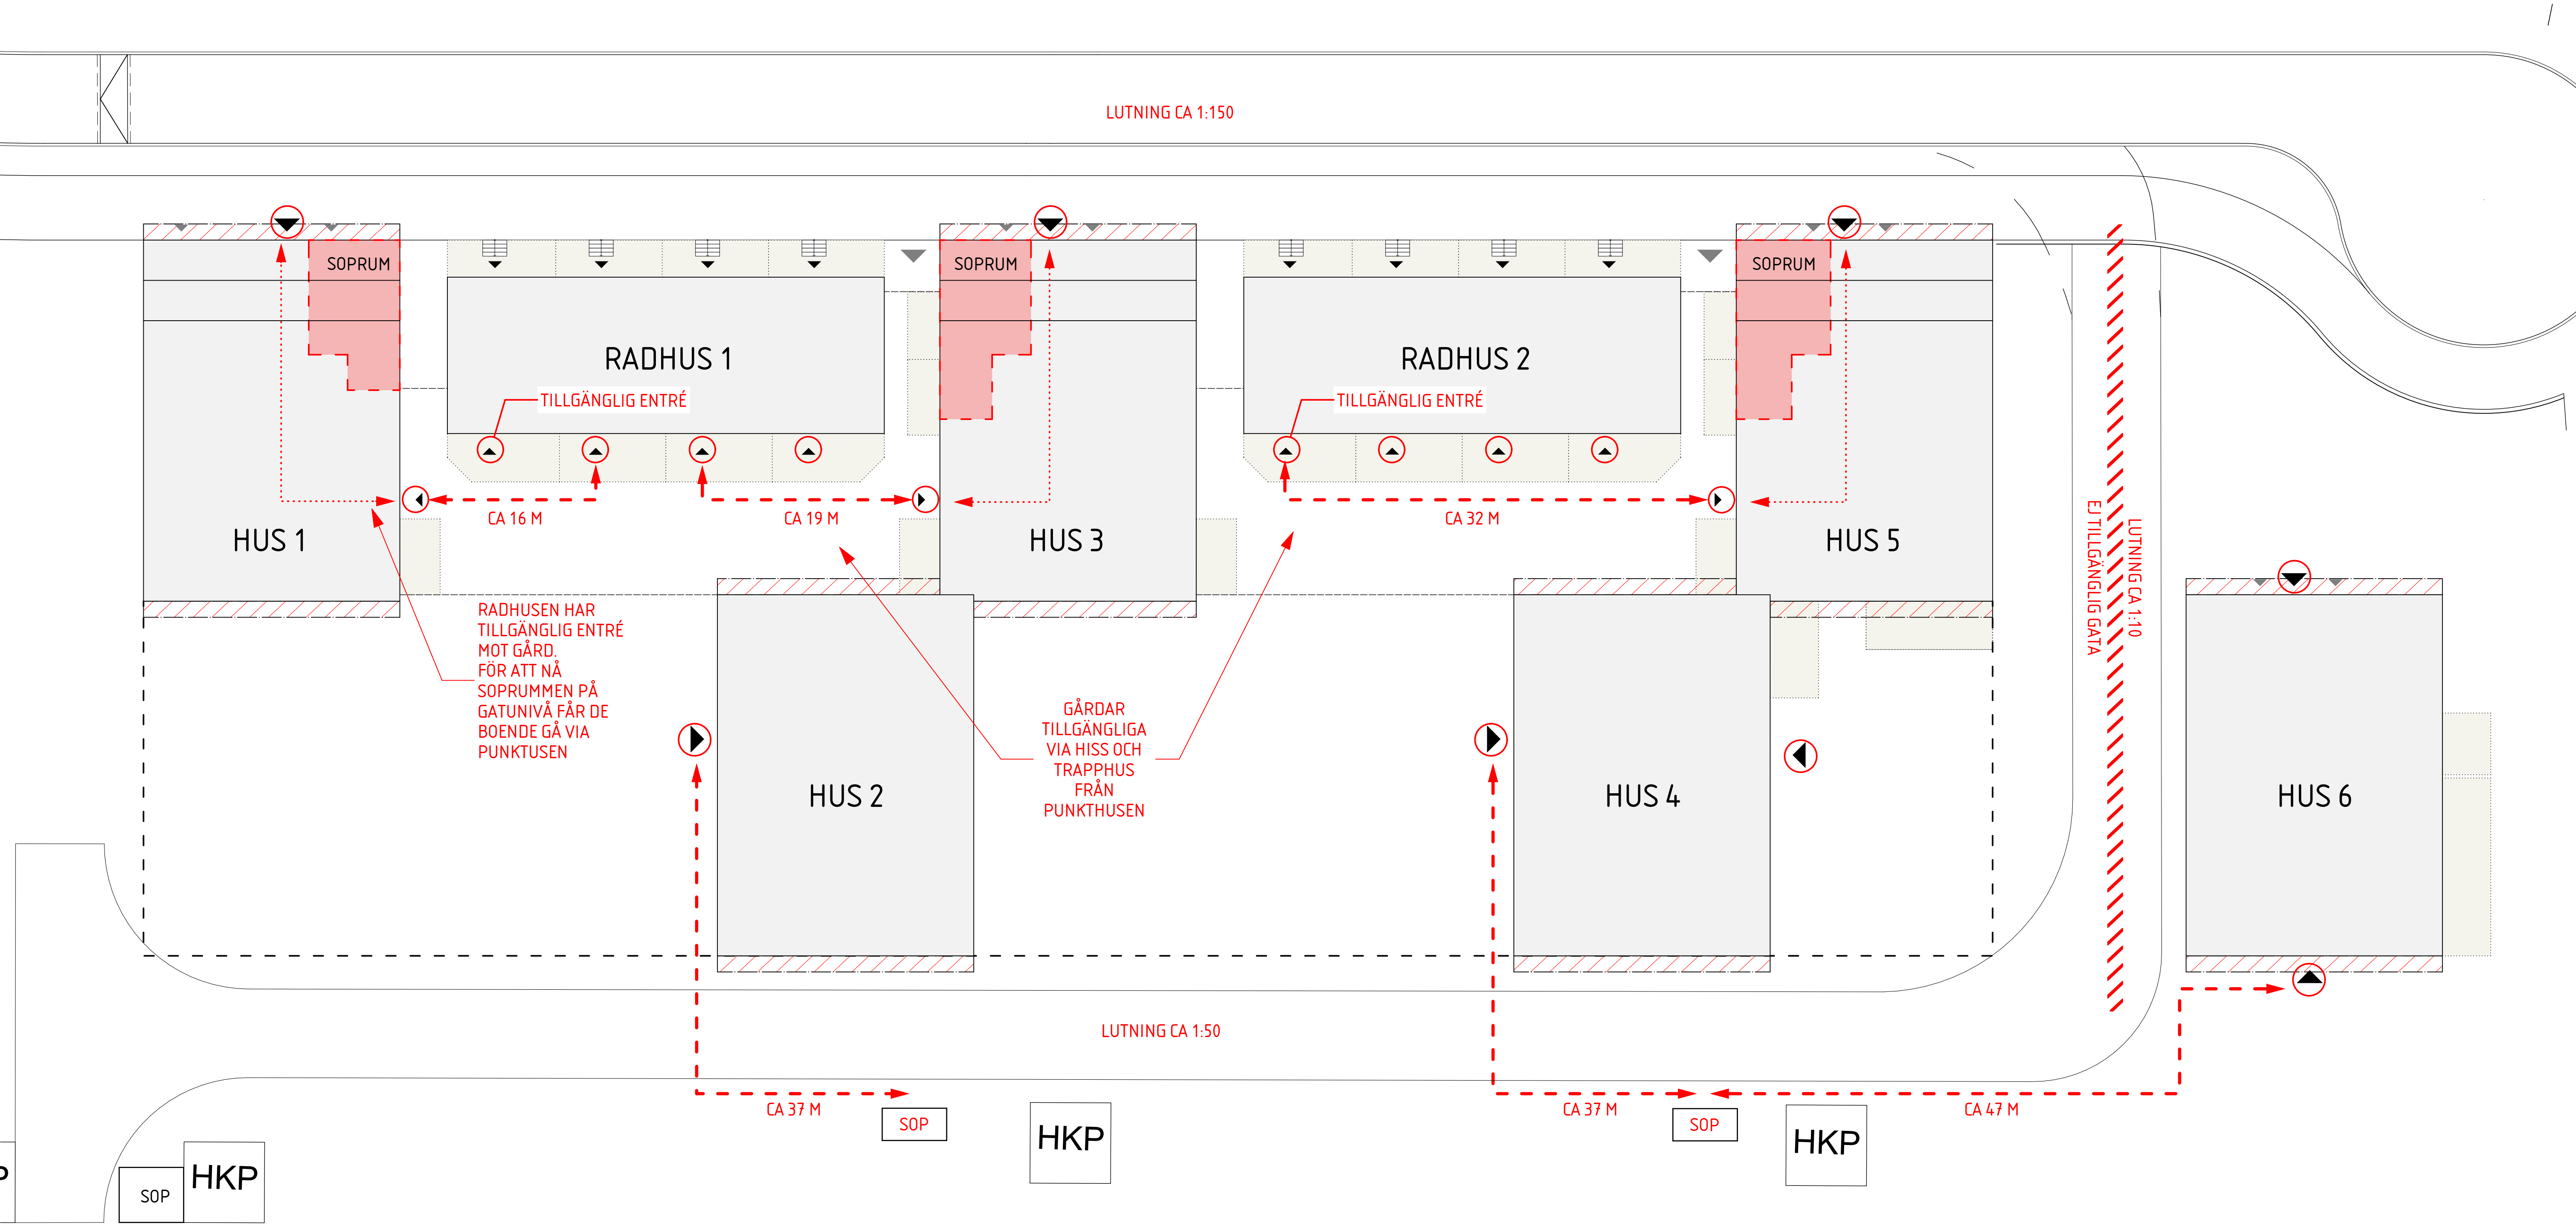 LUTNING CA 1:150
SOPRUM
SOPRUM
SOPRUM
RADHUS 1
RADHUS 2
TILLGÄNGLIG ENTRÉ
TILLGÄNGLIG ENTRÉ
CA 16 M
CA 19 M
CA 32 M
HUS 1
HUS 3
HUS 5
EJ TILLGÄNGLIG GATA
LUTNING CA 1:10
RADHUSEN HAR
TILLGÄNGLIG ENTRÉ
MOT GÅRD.
FÖR ATT NÅ
SOPRUMMEN PÅ
GATUNIVÅ FÅR DE
BOENDE GÅ VIA
PUNKTUSEN
GÅRDAR
TILLGÄNGLIGA
VIA HISS OCH
TRAPPHUS
FRÅN
PUNKTHUSEN
HUS 2
HUS 4
HUS 6
LUTNING CA 1:50
CA 37 M
CA 37 M
CA 47 M
SOP
SOP
HKP
HKP
SOP
HKP
P